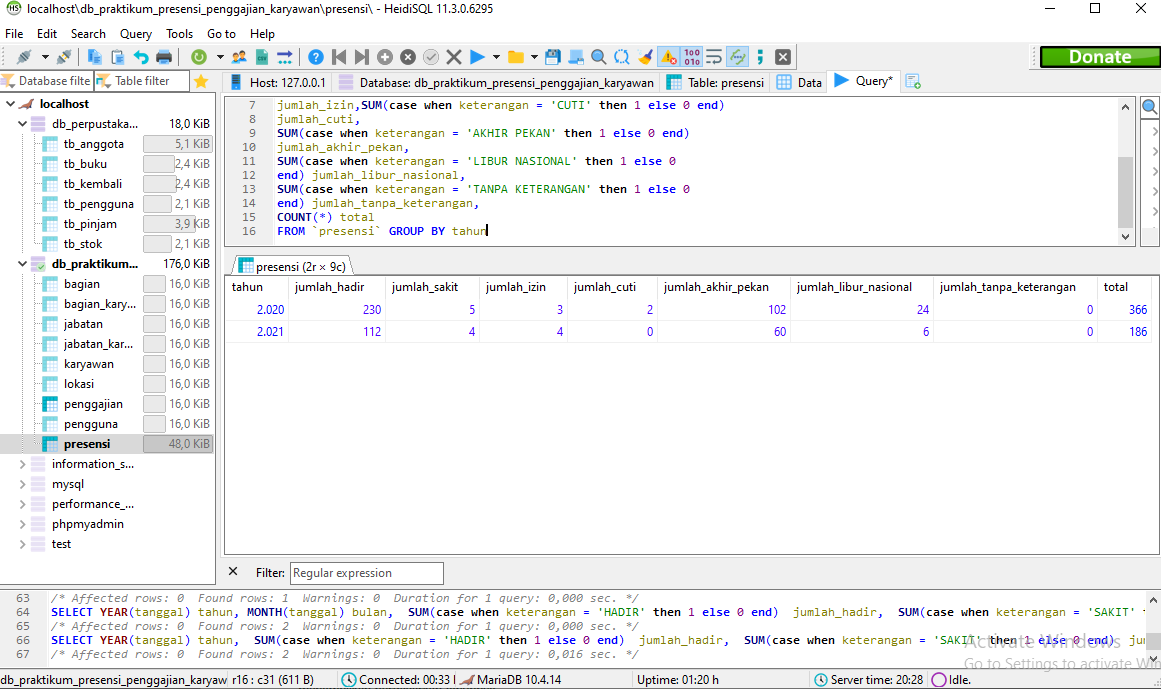 localhost\db_praktikum_presensi_penggajian_karyawan\presensi\ - HeidiSQL 11.3.0.6295
File Edit Search Query Tools Go to Help
Donate
Database filte Table filter Host: 127.0.0.1 Database: db_praktikum_presensi_penggajian_karyawan Table: presensi Data Query*
localhost
db_perpustaka... 18,0 KiB
tb_anggota 5,1 KiB
tb_buku 2,4 KiB
tb_kembali 2,4 KiB
tb_pengguna 2,1 KiB
tb_pinjam 3,9 KiB
tb_stok 2,1 KiB
db_praktikum... 176,0 KiB
bagian 16,0 KiB
bagian_kary... 16,0 KiB
jabatan 16,0 KiB
jabatan_kar... 16,0 KiB
karyawan 16,0 KiB
lokasi 16,0 KiB
penggajian 16,0 KiB
pengguna 16,0 KiB
presensi 48,0 KiB
information_s...
mysql
performance_...
phpmyadmin
test
7 jumlah_izin,SUM(case when keterangan = 'CUTI' then 1 else 0 end)
8 jumlah_cuti,
9 SUM(case when keterangan = 'AKHIR PEKAN' then 1 else 0 end)
10 jumlah_akhir_pekan,
11 SUM(case when keterangan = 'LIBUR NASIONAL' then 1 else 0
12 end) jumlah_libur_nasional,
13 SUM(case when keterangan = 'TANPA KETERANGAN' then 1 else 0
14 end) jumlah_tanpa_keterangan,
15 COUNT(*) total
16 FROM `presensi` GROUP BY tahun
presensi (2r × 9c)
tahun jumlah_hadir jumlah_sakit jumlah_izin jumlah_cuti jumlah_akhir_pekan jumlah_libur_nasional jumlah_tanpa_keterangan total
2.020 230 5 3 2 102 24 0 366
2.021 112 4 4 0 60 6 0 186
Filter: Regular expression
63 /* Affected rows: 0 Found rows: 1 Warnings: 0 Duration for 1 query: 0,000 sec. */
64 SELECT YEAR(tanggal) tahun, MONTH(tanggal) bulan, SUM(case when keterangan = 'HADIR' then 1 else 0 end) jumlah_hadir, SUM(case when keterangan = 'SAKIT'
65 /* Affected rows: 0 Found rows: 2 Warnings: 0 Duration for 1 query: 0,000 sec. */
66 SELECT YEAR(tanggal) tahun, SUM(case when keterangan = 'HADIR' then 1 else 0 end) jumlah_hadir, SUM(case when keterangan = 'SAKIT' then 1 else 0 end) ju
67 /* Affected rows: 0 Found rows: 2 Warnings: 0 Duration for 1 query: 0,016 sec. */
Activate Windows
Go to Settings to activate Win
db_praktikum_presensi_penggajian_karyaw r16 : c31 (611 B) Connected: 00:33 l MariaDB 10.4.14 Uptime: 01:20 h Server time: 20:28 Idle.